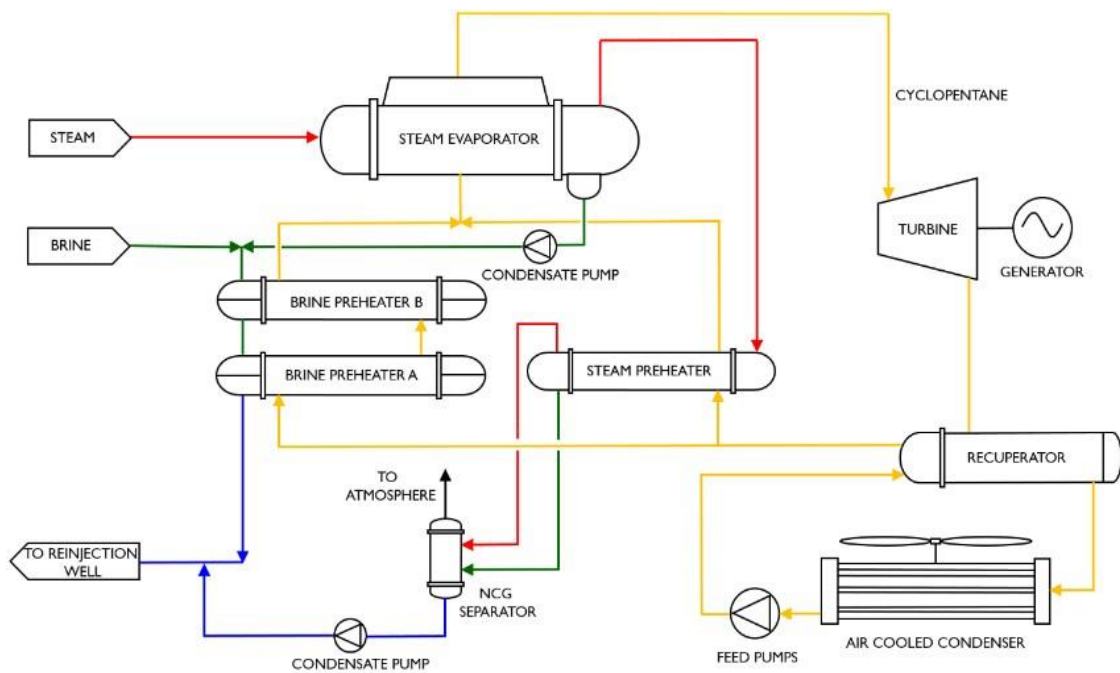 CYCLOPENTANE
STEAM
STEAM EVAPORATOR
TURBINE
BRINE
CONDENSATE PUMP
GENERATOR
BRINE PREHEATER B
BRINE PREHEATER A
STEAM PREHEATER
RECUPERATOR
TO
ATMOSPHERE
TO REINJECTION
WELL
NCG
SEPARATOR
CONDENSATE PUMP
FEED PUMPS
AIR COOLED CONDENSER